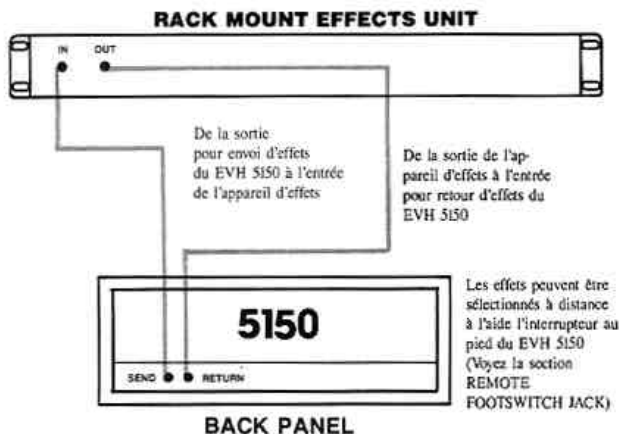 RACK MOUNT EFFECTS UNIT
IN OUT
De la sortie
pour envoi d'effets
du EVH 5150 à l'entrée
de l'appareil d'effets
De la sortie de l'ap-
pareil d'effets à l'entrée
pour retour d'effets du
EVH 5150
5150
SEND RETURN
BACK PANEL
Les effets peuvent être
sélectionnés à distance
à l'aide l'interrupteur au
pied du EVH 5150
(Voyez la section
REMOTE
FOOTSWITCH JACK)